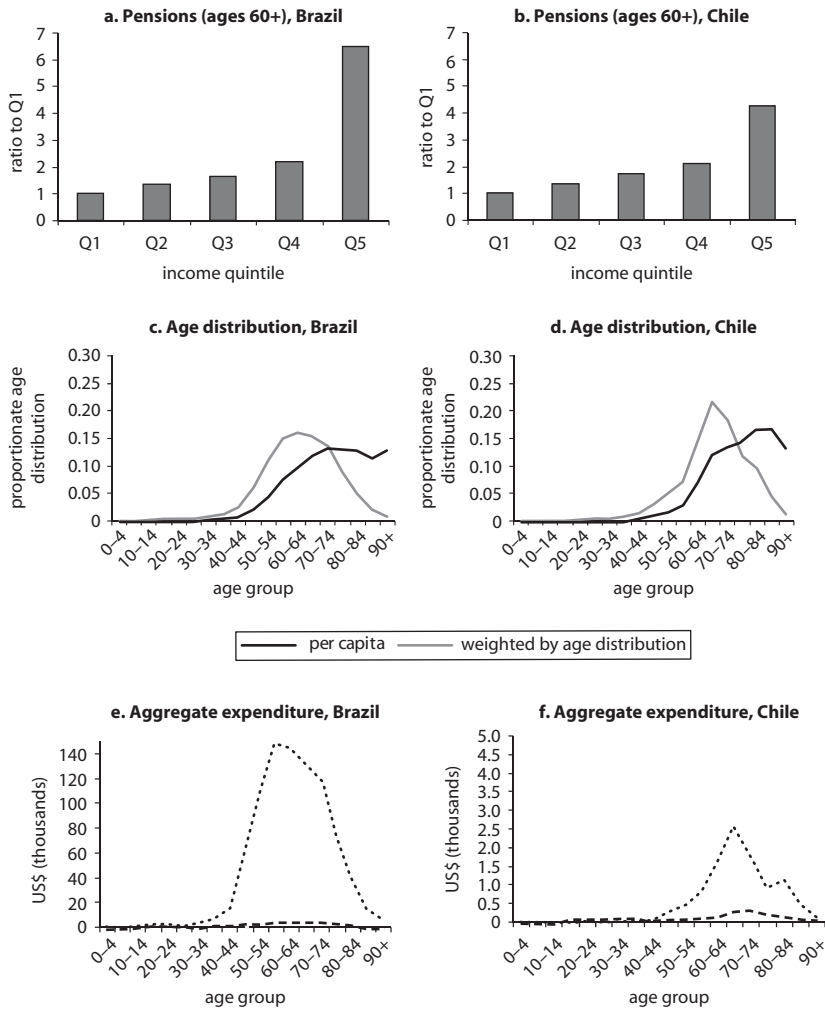 a. Pensions (ages 60+), Brazil
ratio to Q1
7
6
5
4
3
2
1
0
Q1 Q2 Q3 Q4 Q5
income quintile
b. Pensions (ages 60+), Chile
ratio to Q1
7
6
5
4
3
2
1
0
Q1 Q2 Q3 Q4 Q5
income quintile
c. Age distribution, Brazil
proportionate age
distribution
0.30
0.25
0.20
0.15
0.10
0.05
0
0–4 10–14 20–24 30–34 40–44 50–54 60–64 70–74 80–84 90+
age group
d. Age distribution, Chile
proportionate age
distribution
0.30
0.25
0.20
0.15
0.10
0.05
0
0–4 10–14 20–24 30–34 40–44 50–54 60–64 70–74 80–84 90+
age group
per capita weighted by age distribution
e. Aggregate expenditure, Brazil
US$ (thousands)
140
120
100
80
60
40
20
0
0–4 10–14 20–24 30–34 40–44 50–54 60–64 70–74 80–84 90+
age group
f. Aggregate expenditure, Chile
US$ (thousands)
5.0
4.5
4.0
3.5
3.0
2.5
2.0
1.5
1.0
0.5
0
0–4 10–14 20–24 30–34 40–44 50–54 60–64 70–74 80–84 90+
age group